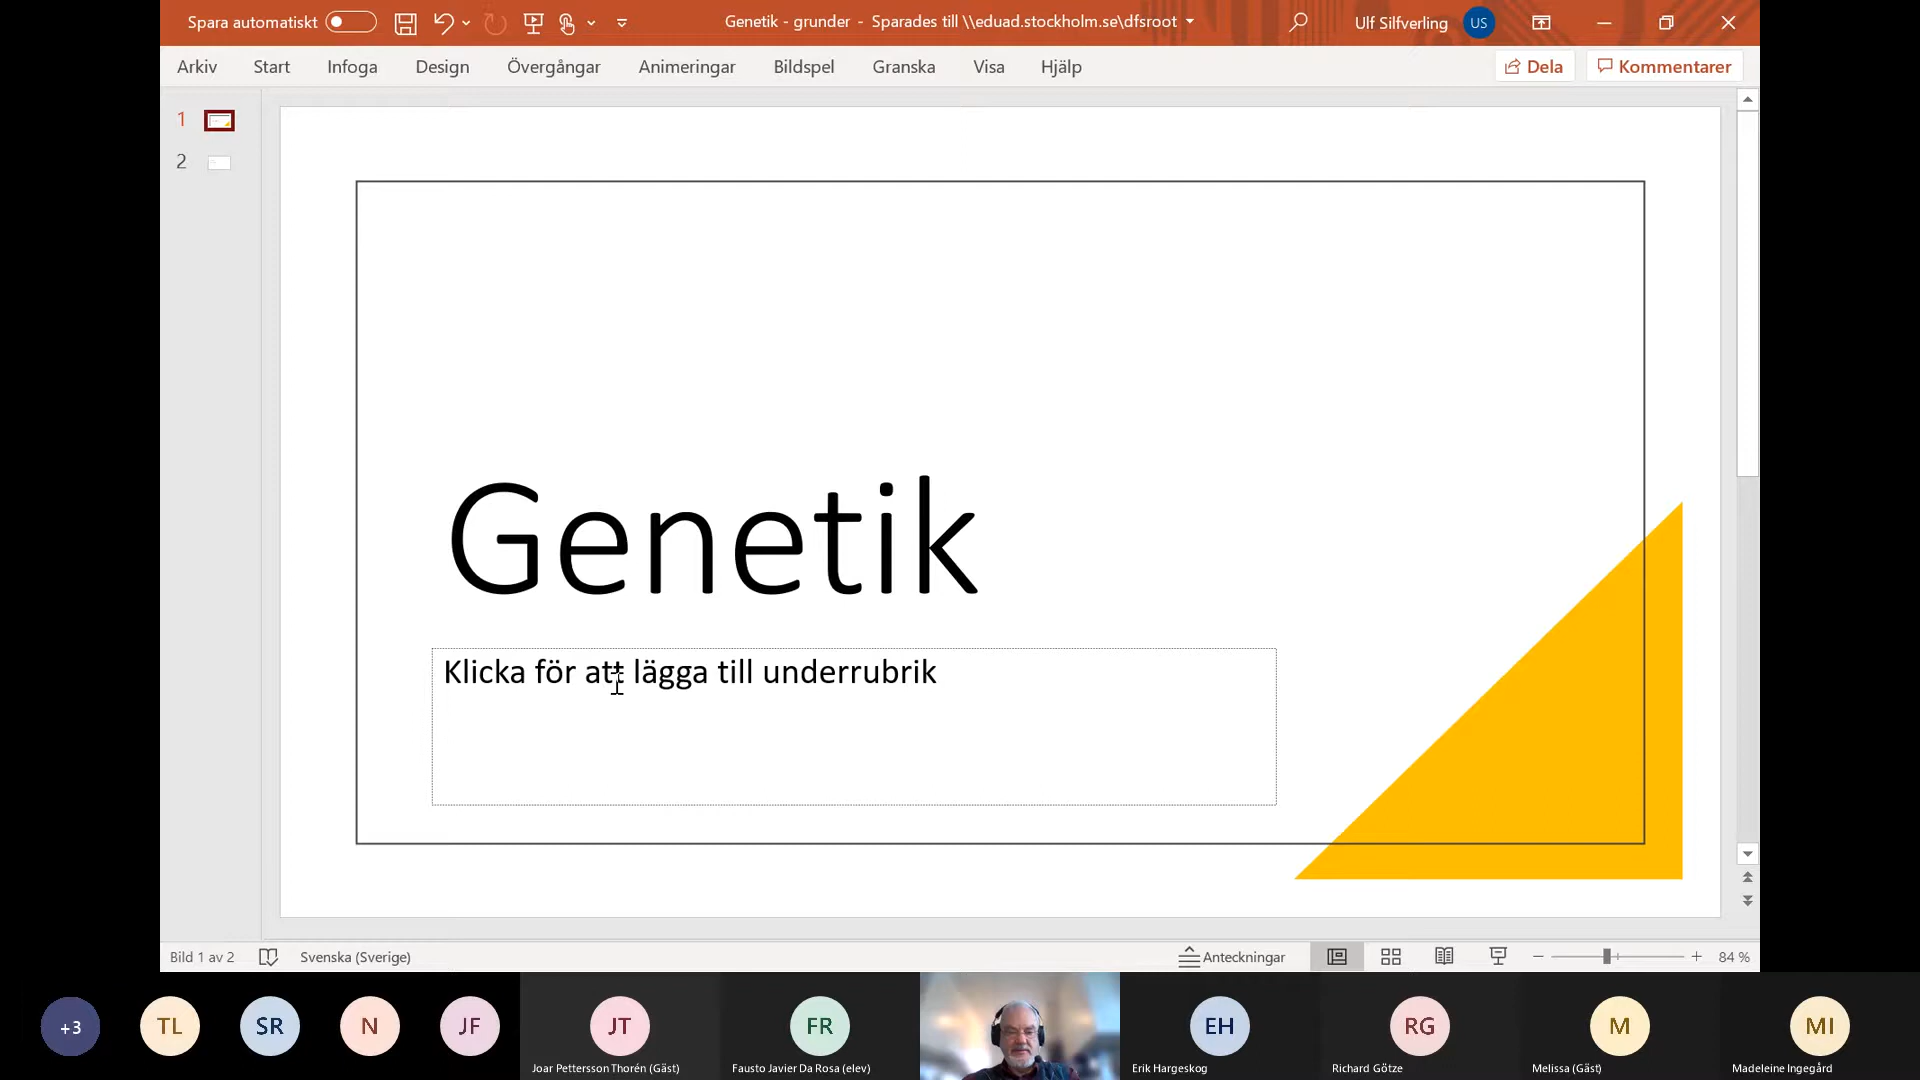 Spara automatiskt
Genetik - grunder - Sparades till \\eduad.stockholm.se\dfsroot
Ulf Silfverling
US
Arkiv Start Infoga Design Övergångar Animeringar Bildspel Granska Visa Hjälp
Dela
Kommentarer
1
2
Genetik
Klicka för att lägga till underrubrik
Bild 1 av 2
Svenska (Sverige)
Anteckningar
84 %
+3 TL SR N JF JT FR EH RG M MI
Joar Pettersson Thorén (Gäst) Fausto Javier Da Rosa (elev) Erik Hargeskog Richard Götze Melissa (Gäst) Madeleine Ingegård